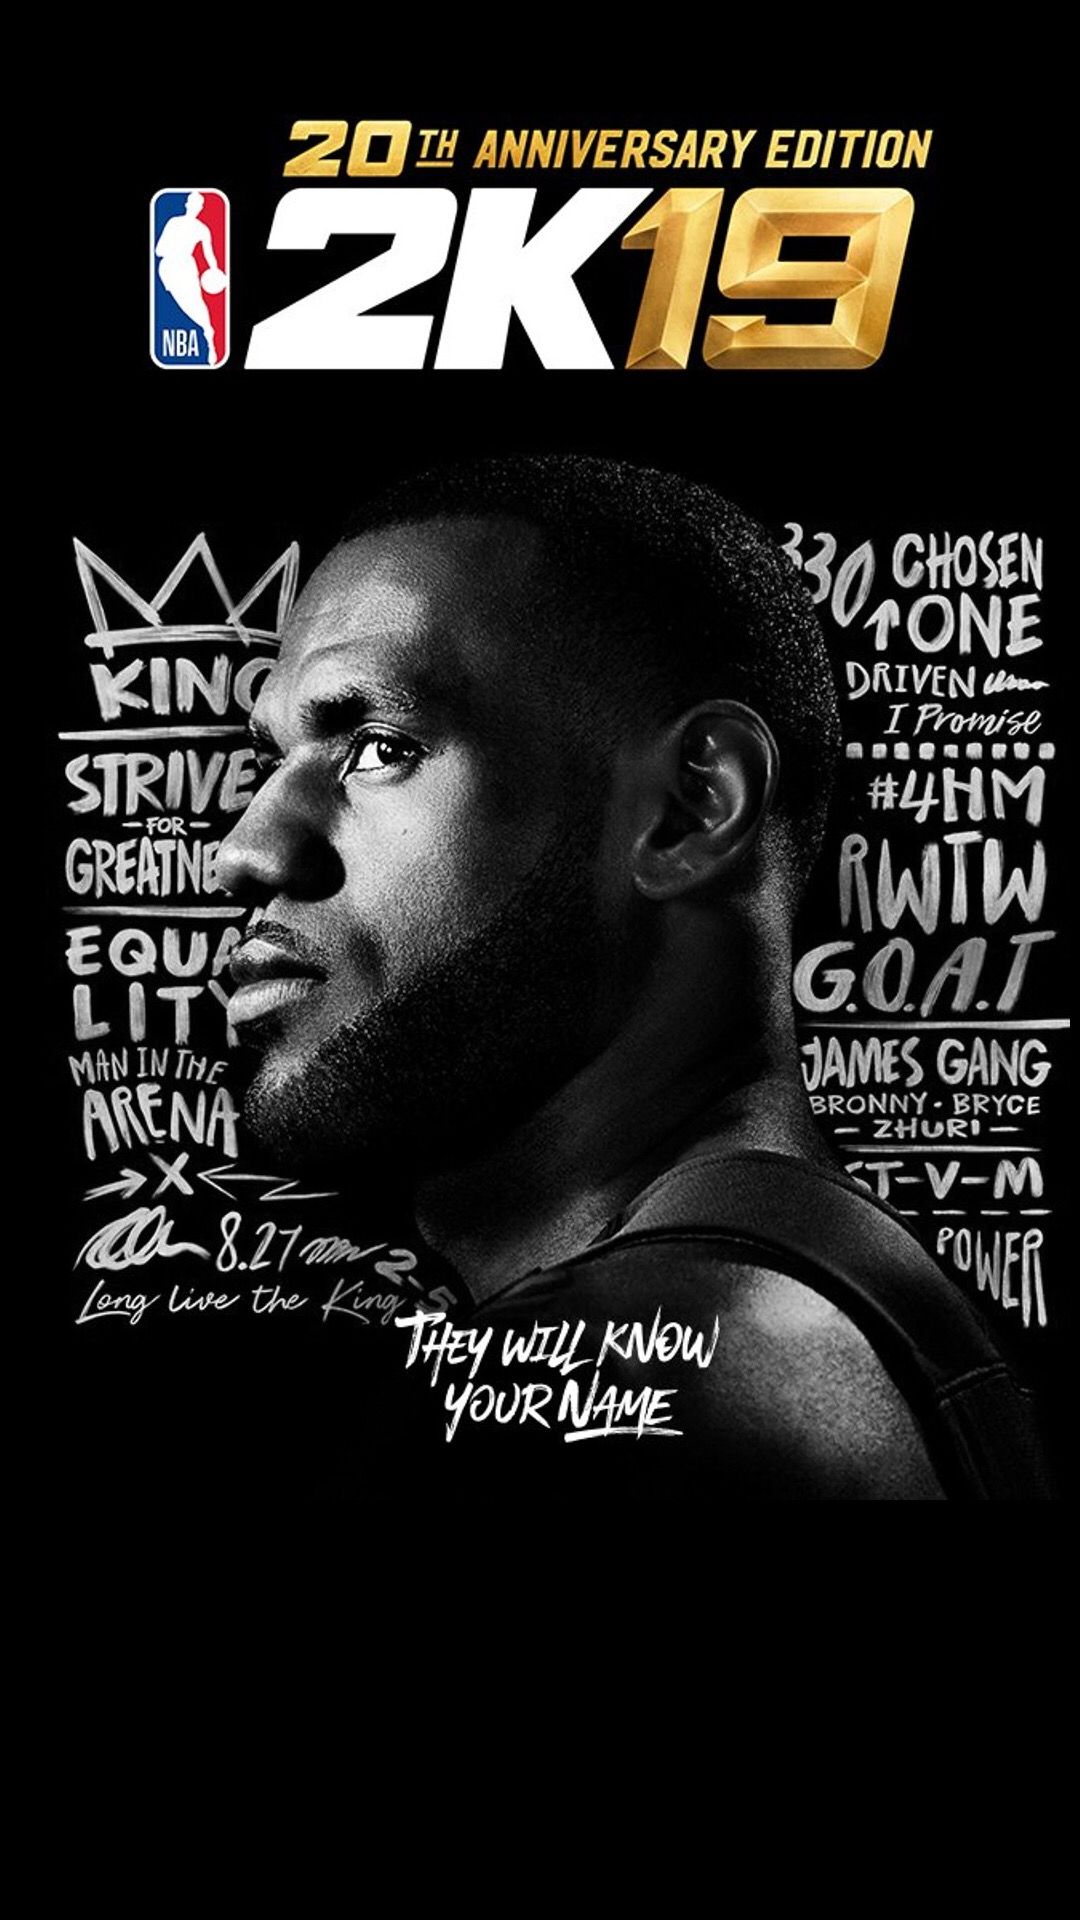 20TH ANNIVERSARY EDITION
NBA 2K19
KING
STRIVE
-FOR-
GREATNE
EQUA
LITY
MAN IN THE
ARENA
X
8.27
Long live the King
330 CHOSEN
ONE
DRIVEN
I Promise
#4HM
RWTW
G.O.A.T
JAMES GANG
BRONNY · BRYCE
— ZHURI —
ST-V-M
POWER
THEY WILL KNOW
YOUR NAME